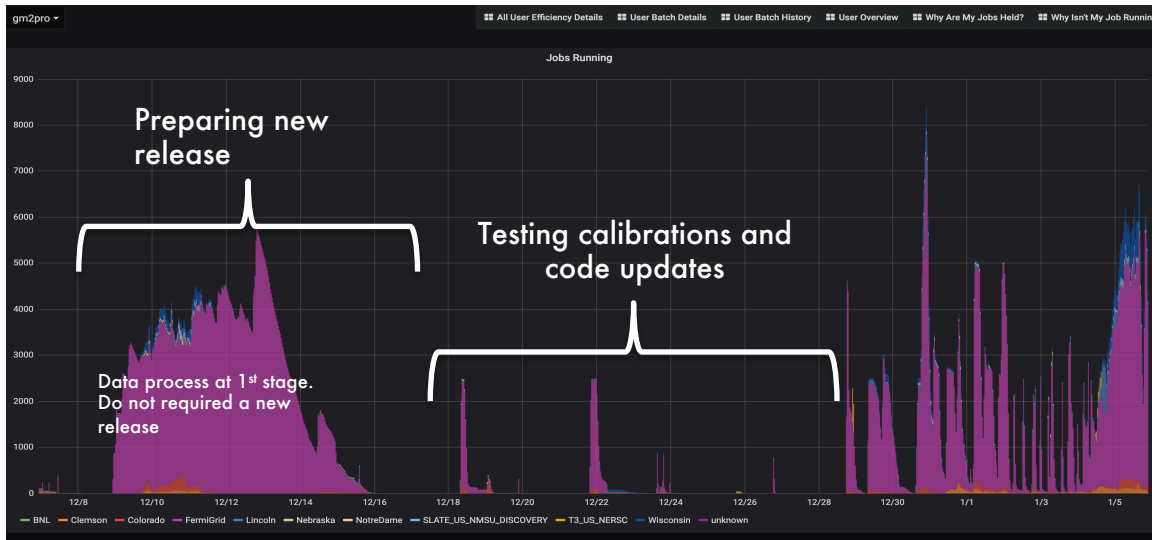 gm2pro
All User Efficiency Details User Batch Details User Batch History User Overview Why Are My Jobs Held? Why Isn't My Job Runnin
Jobs Running
9000
8000
7000
6000
5000
4000
3000
2000
1000
0
Preparing new
release
Testing calibrations and
code updates
Data process at 1st stage.
Do not required a new
release
12/8 12/10 12/12 12/14 12/16 12/18 12/20 12/22 12/24 12/26 12/28 12/30 1/1 1/3 1/5
BNL Clemson Colorado FermiGrid Lincoln Nebraska NotreDame SLATE_US_NMSU_DISCOVERY T3_US_NERSC Wisconsin unknown